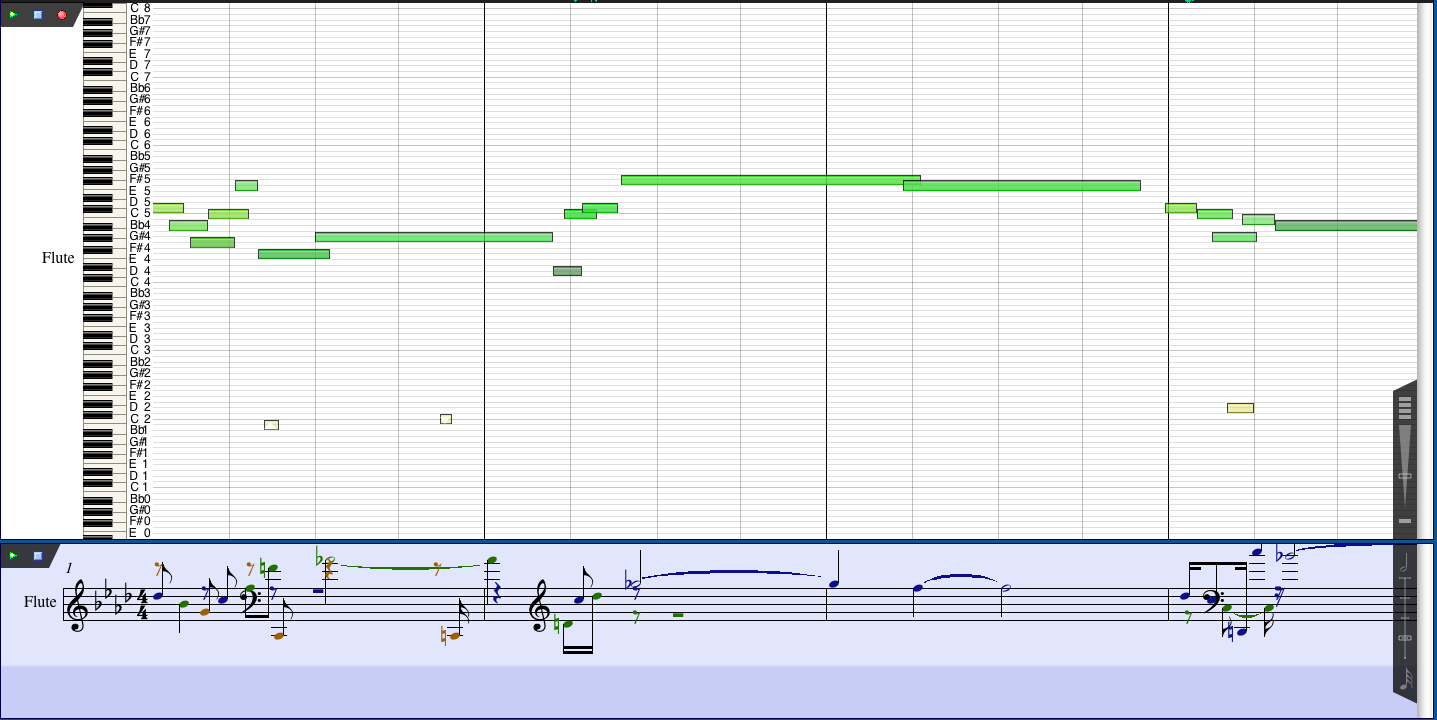 C 8
Bb7
G#7
F#7
E 7
D 7
C 7
Bb6
G#6
F#6
E 6
D 6
C 6
Bb5
G#5
F#5
E 5
D 5
C 5
Bb4
G#4
F#4
Flute
E 4
D 4
C 4
Bb3
G#3
F#3
E 3
D 3
C 3
Bb2
G#2
F#2
E 2
D 2
C 2
Bb1
G#1
F#1
E 1
D 1
C 1
Bb0
G#0
F#0
E 0
1
Flute
4
4